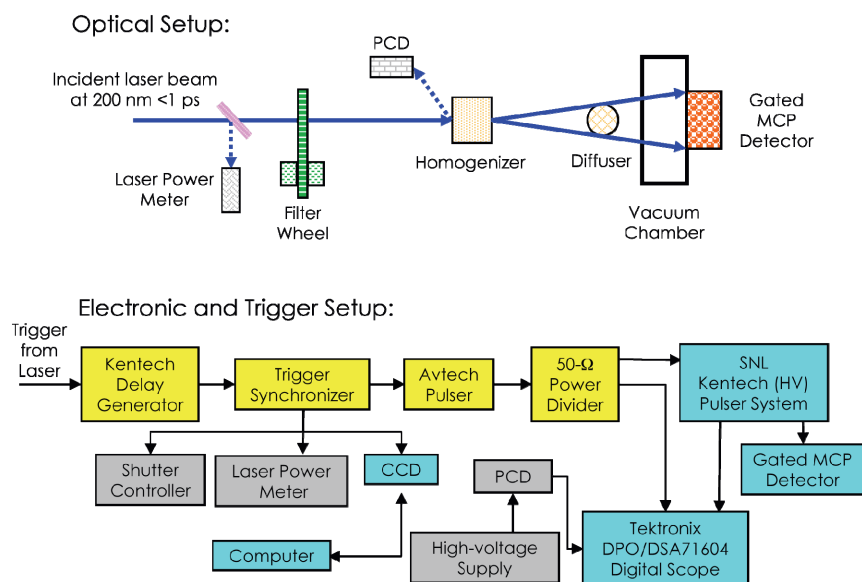 Optical Setup:
PCD
Incident laser beam
at 200 nm <1 ps
Gated
MCP
Detector
Homogenizer
Diffuser
Laser Power
Meter
Filter
Wheel
Vacuum
Chamber
Electronic and Trigger Setup:
Trigger
from
Laser
Kentech
Delay
Generator
Trigger
Synchronizer
Avtech
Pulser
50-Ω
Power
Divider
SNL
Kentech (HV)
Pulser System
Shutter
Controller
Laser Power
Meter
CCD
PCD
Gated MCP
Detector
Computer
High-voltage
Supply
Tektronix
DPO/DSA71604
Digital Scope